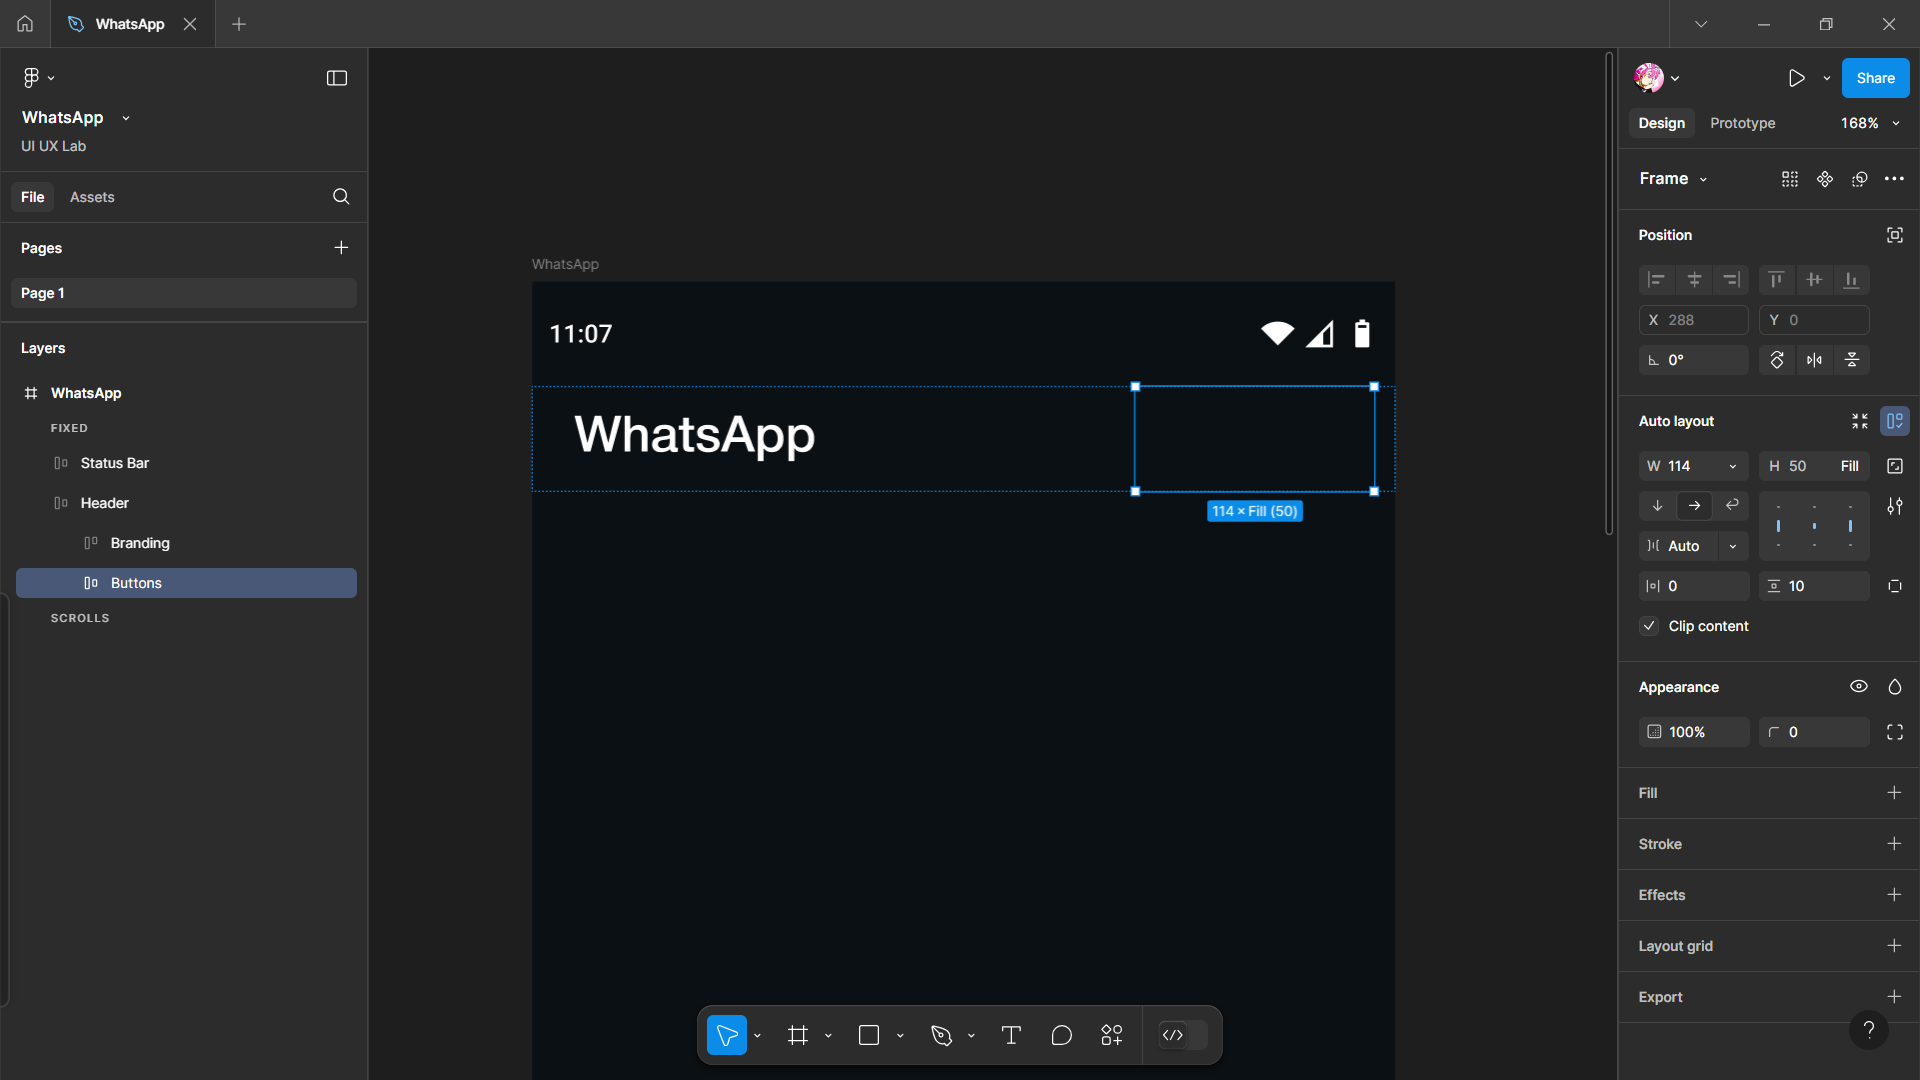 WhatsApp
WhatsApp
UI UX Lab
File
Assets
Pages
Page 1
Layers
WhatsApp
FIXED
Status Bar
Header
Branding
Buttons
SCROLLS
WhatsApp
11:07
WhatsApp
114 × Fill (50)
Share
Design
Prototype
168%
Frame
Position
X 288
Y 0
0°
Auto layout
W 114
H 50 Fill
Auto
0
10
Clip content
Appearance
100%
0
Fill
Stroke
Effects
Layout grid
Export
?